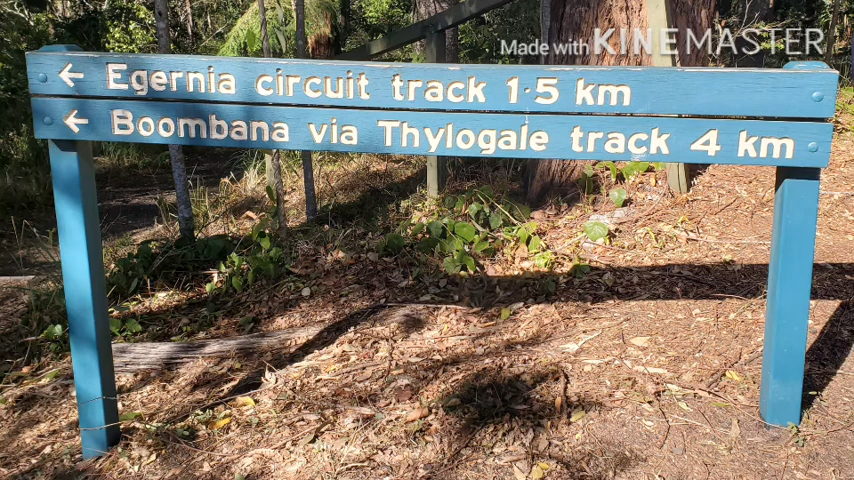 Made with KINEMASTER
← Egernia circuit track 1·5 km
← Boombana via Thylogale track 4 km